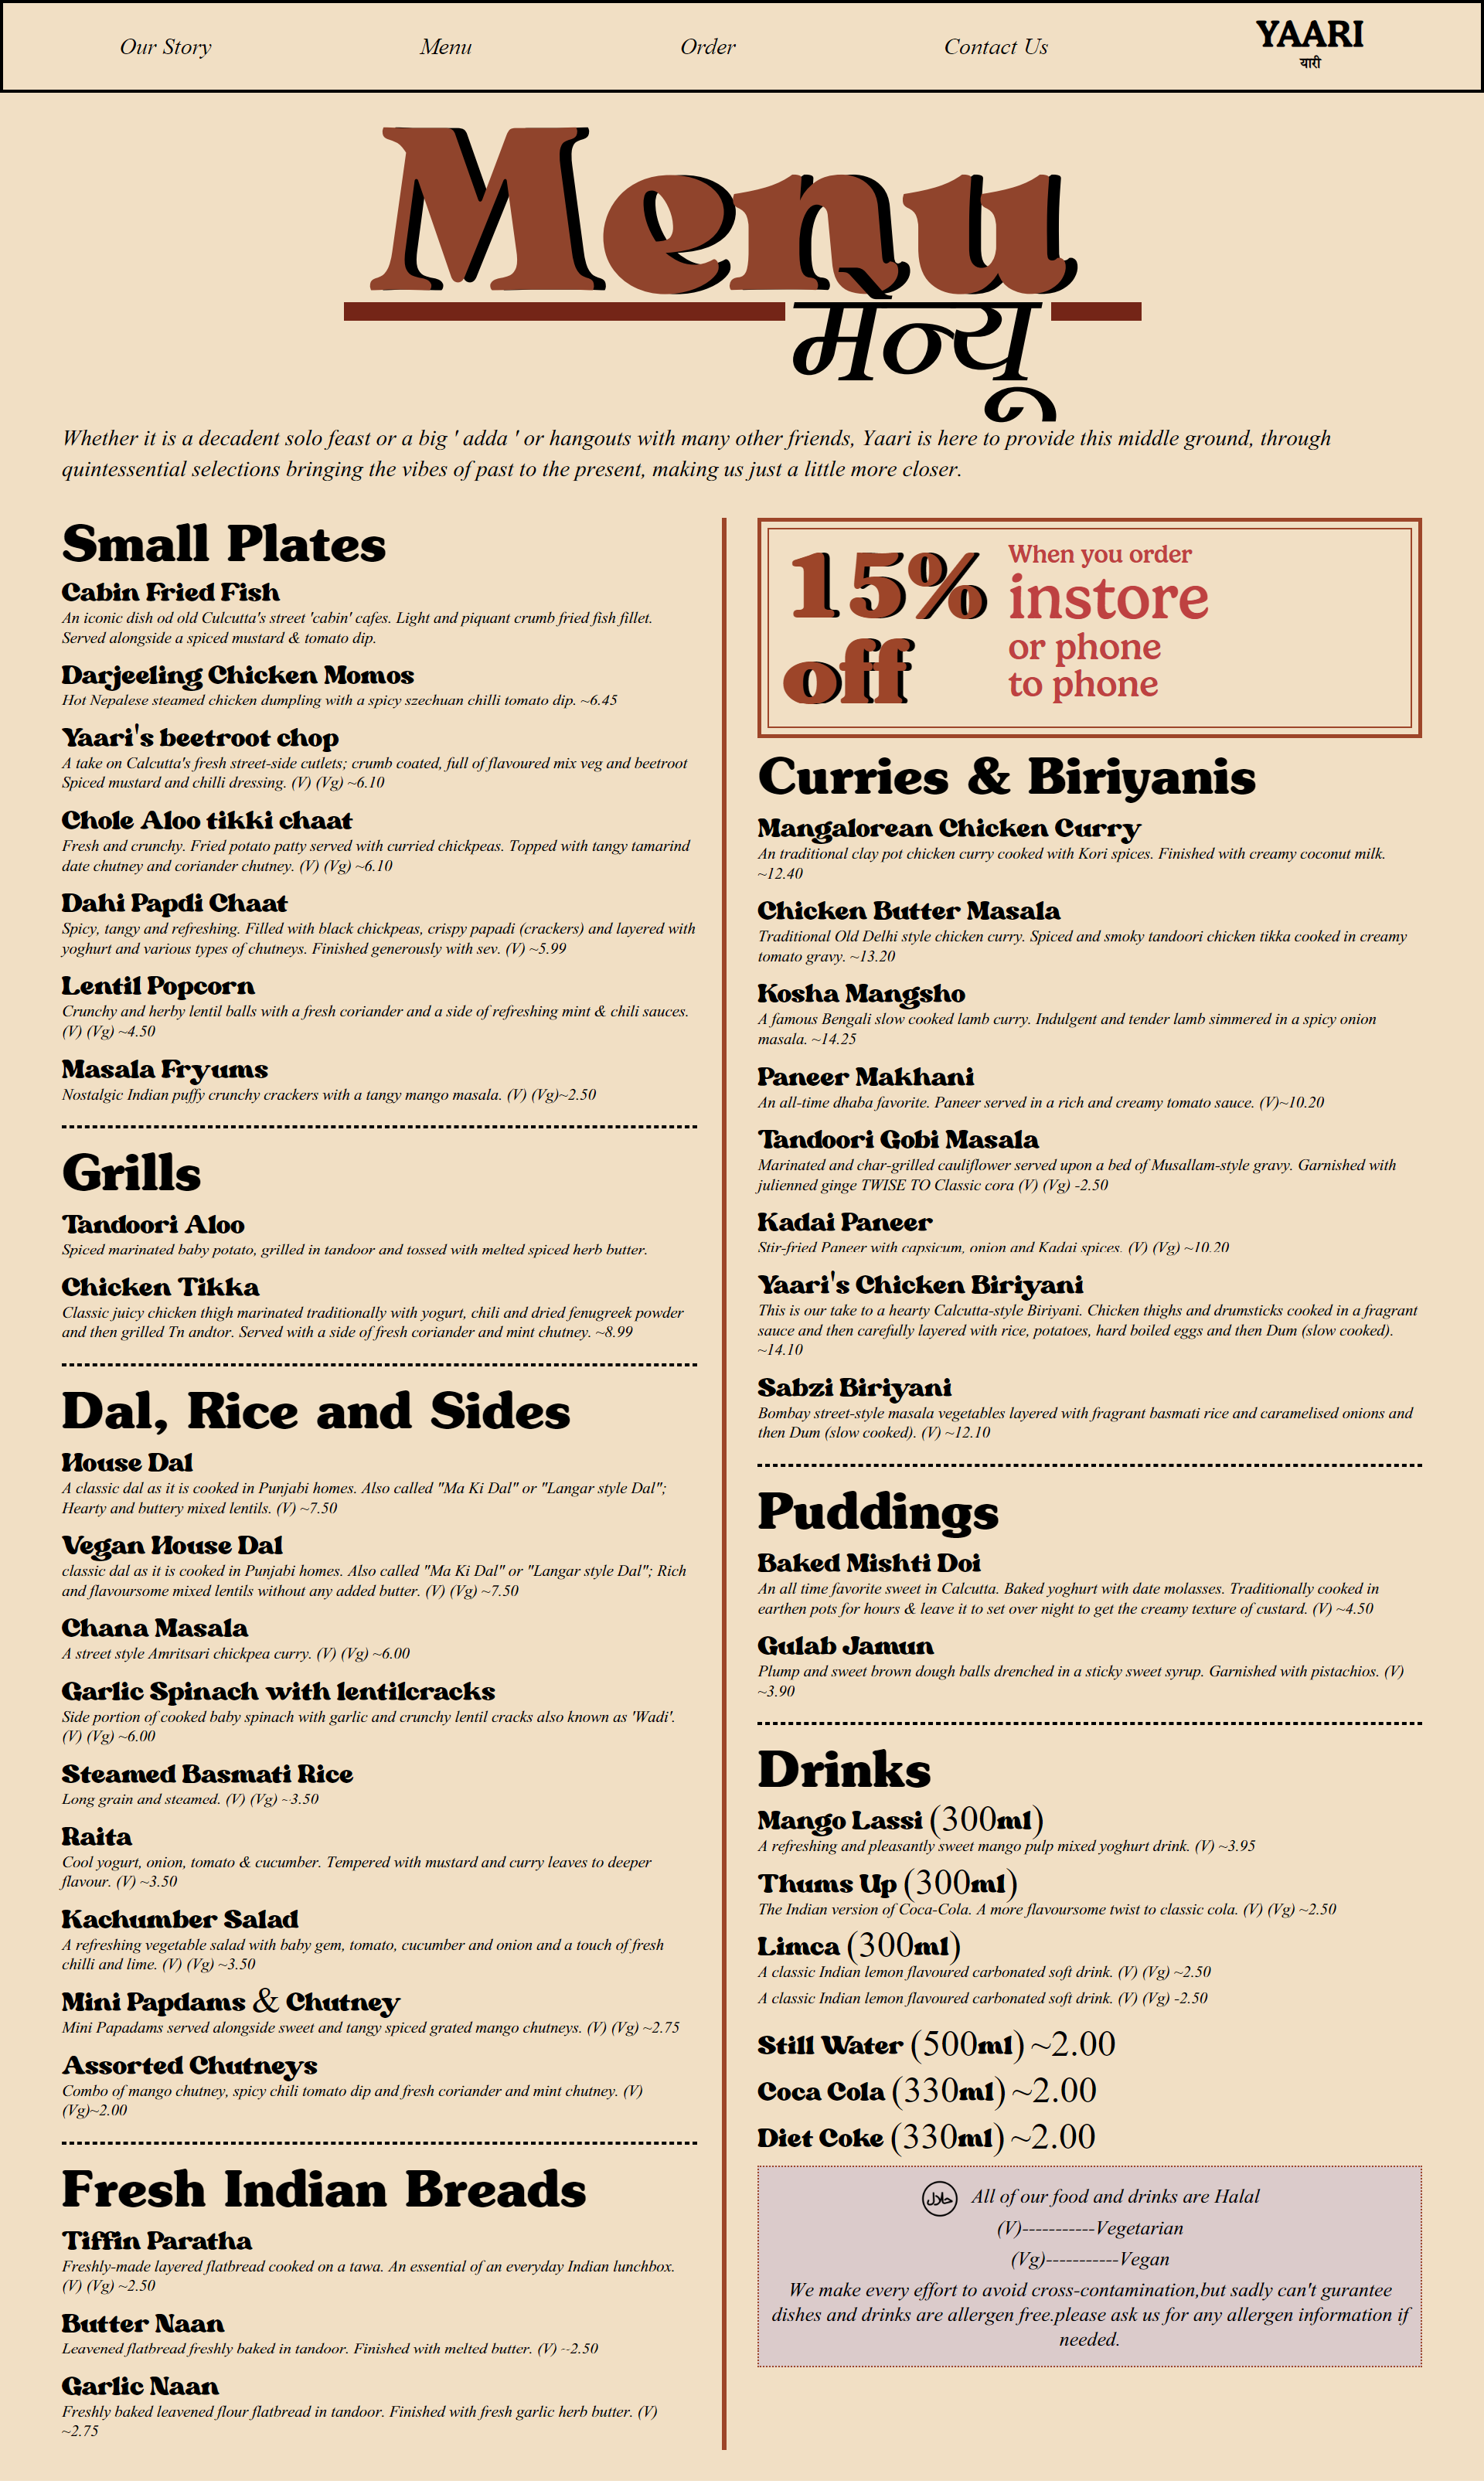 Our Story Menu Order Contact Us YAARI
यारी
Menu
मेन्यू
Whether it is a decadent solo feast or a big ' adda ' or hangouts with many other friends, Yaari is here to provide this middle ground, through
quintessential selections bringing the vibes of past to the present, making us just a little more closer.
Small Plates
Cabin Fried Fish
An iconic dish od old Culcutta's street 'cabin' cafes. Light and piquant crumb fried fish fillet.
Served alongside a spiced mustard & tomato dip.
Darjeeling Chicken Momos
Hot Nepalese steamed chicken dumpling with a spicy szechuan chilli tomato dip. ~6.45
Yaari's beetroot chop
A take on Calcutta's fresh street-side cutlets; crumb coated, full of flavoured mix veg and beetroot
Spiced mustard and chilli dressing. (V) (Vg) ~6.10
Chole Aloo tikki chaat
Fresh and crunchy. Fried potato patty served with curried chickpeas. Topped with tangy tamarind
date chutney and coriander chutney. (V) (Vg) ~6.10
Dahi Papdi Chaat
Spicy, tangy and refreshing. Filled with black chickpeas, crispy papadi (crackers) and layered with
yoghurt and various types of chutneys. Finished generously with sev. (V) ~5.99
Lentil Popcorn
Crunchy and herby lentil balls with a fresh coriander and a side of refreshing mint & chili sauces.
(V) (Vg) ~4.50
Masala Fryums
Nostalgic Indian puffy crunchy crackers with a tangy mango masala. (V) (Vg)~2.50
Grills
Tandoori Aloo
Spiced marinated baby potato, grilled in tandoor and tossed with melted spiced herb butter.
Chicken Tikka
Classic juicy chicken thigh marinated traditionally with yogurt, chili and dried fenugreek powder
and then grilled Tn andtor. Served with a side of fresh coriander and mint chutney. ~8.99
Dal, Rice and Sides
House Dal
A classic dal as it is cooked in Punjabi homes. Also called "Ma Ki Dal" or "Langar style Dal";
Hearty and buttery mixed lentils. (V) ~7.50
Vegan House Dal
classic dal as it is cooked in Punjabi homes. Also called "Ma Ki Dal" or "Langar style Dal"; Rich
and flavoursome mixed lentils without any added butter. (V) (Vg) ~7.50
Chana Masala
A street style Amritsari chickpea curry. (V) (Vg) ~6.00
Garlic Spinach with lentilcracks
Side portion of cooked baby spinach with garlic and crunchy lentil cracks also known as 'Wadi'.
(V) (Vg) ~6.00
Steamed Basmati Rice
Long grain and steamed. (V) (Vg) ~3.50
Raita
Cool yogurt, onion, tomato & cucumber. Tempered with mustard and curry leaves to deeper
flavour. (V) ~3.50
Kachumber Salad
A refreshing vegetable salad with baby gem, tomato, cucumber and onion and a touch of fresh
chilli and lime. (V) (Vg) ~3.50
Mini Papdams & Chutney
Mini Papadams served alongside sweet and tangy spiced grated mango chutneys. (V) (Vg) ~2.75
Assorted Chutneys
Combo of mango chutney, spicy chili tomato dip and fresh coriander and mint chutney. (V)
(Vg)~2.00
Fresh Indian Breads
Tiffin Paratha
Freshly-made layered flatbread cooked on a tawa. An essential of an everyday Indian lunchbox.
(V) (Vg) ~2.50
Butter Naan
Leavened flatbread freshly baked in tandoor. Finished with melted butter. (V) --2.50
Garlic Naan
Freshly baked leavened flour flatbread in tandoor. Finished with fresh garlic herb butter. (V)
~2.75
15%
off
When you order
instore
or phone
to phone
Curries & Biriyanis
Mangalorean Chicken Curry
An traditional clay pot chicken curry cooked with Kori spices. Finished with creamy coconut milk.
~12.40
Chicken Butter Masala
Traditional Old Delhi style chicken curry. Spiced and smoky tandoori chicken tikka cooked in creamy
tomato gravy. ~13.20
Kosha Mangsho
A famous Bengali slow cooked lamb curry. Indulgent and tender lamb simmered in a spicy onion
masala. ~14.25
Paneer Makhani
An all-time dhaba favorite. Paneer served in a rich and creamy tomato sauce. (V)~10.20
Tandoori Gobi Masala
Marinated and char-grilled cauliflower served upon a bed of Musallam-style gravy. Garnished with
julienned ginge TWISE TO Classic cora (V) (Vg) -2.50
Kadai Paneer
Stir-fried Paneer with capsicum, onion and Kadai spices. (V) (Vg) ~10.20
Yaari's Chicken Biriyani
This is our take to a hearty Calcutta-style Biriyani. Chicken thighs and drumsticks cooked in a fragrant
sauce and then carefully layered with rice, potatoes, hard boiled eggs and then Dum (slow cooked).
~14.10
Sabzi Biriyani
Bombay street-style masala vegetables layered with fragrant basmati rice and caramelised onions and
then Dum (slow cooked). (V) ~12.10
Puddings
Baked Mishti Doi
An all time favorite sweet in Calcutta. Baked yoghurt with date molasses. Traditionally cooked in
earthen pots for hours & leave it to set over night to get the creamy texture of custard. (V) ~4.50
Gulab Jamun
Plump and sweet brown dough balls drenched in a sticky sweet syrup. Garnished with pistachios. (V)
~3.90
Drinks
Mango Lassi (300ml)
A refreshing and pleasantly sweet mango pulp mixed yoghurt drink. (V) ~3.95
Thums Up (300ml)
The Indian version of Coca-Cola. A more flavoursome twist to classic cola. (V) (Vg) ~2.50
Limca (300ml)
A classic Indian lemon flavoured carbonated soft drink. (V) (Vg) ~2.50
A classic Indian lemon flavoured carbonated soft drink. (V) (Vg) -2.50
Still Water (500ml) ~2.00
Coca Cola (330ml) ~2.00
Diet Coke (330ml) ~2.00
حلال All of our food and drinks are Halal
(V)-----------Vegetarian
(Vg)-----------Vegan
We make every effort to avoid cross-contamination,but sadly can't gurantee
dishes and drinks are allergen free.please ask us for any allergen information if
needed.